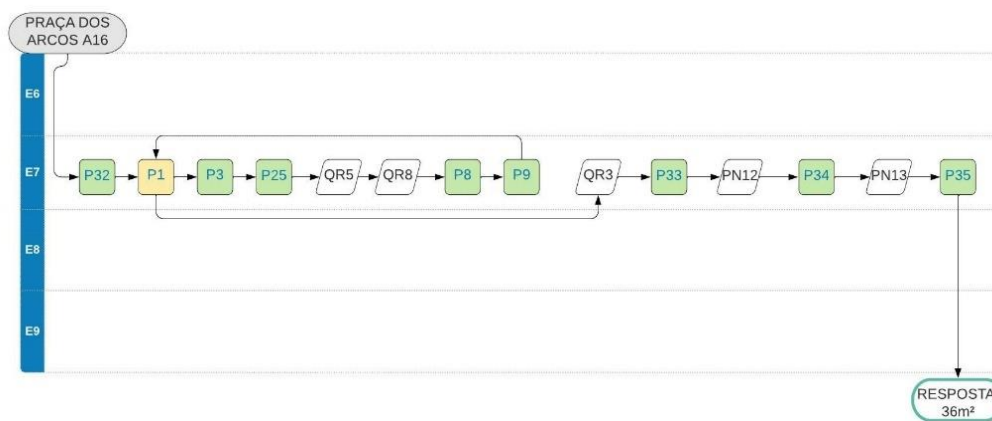 PRAÇA DOS
ARCOS A16
E6
E7
P32
P1
P3
P25
QR5
QR8
P8
P9
QR3
P33
PN12
P34
PN13
P35
E8
E9
RESPOSTA
36m²